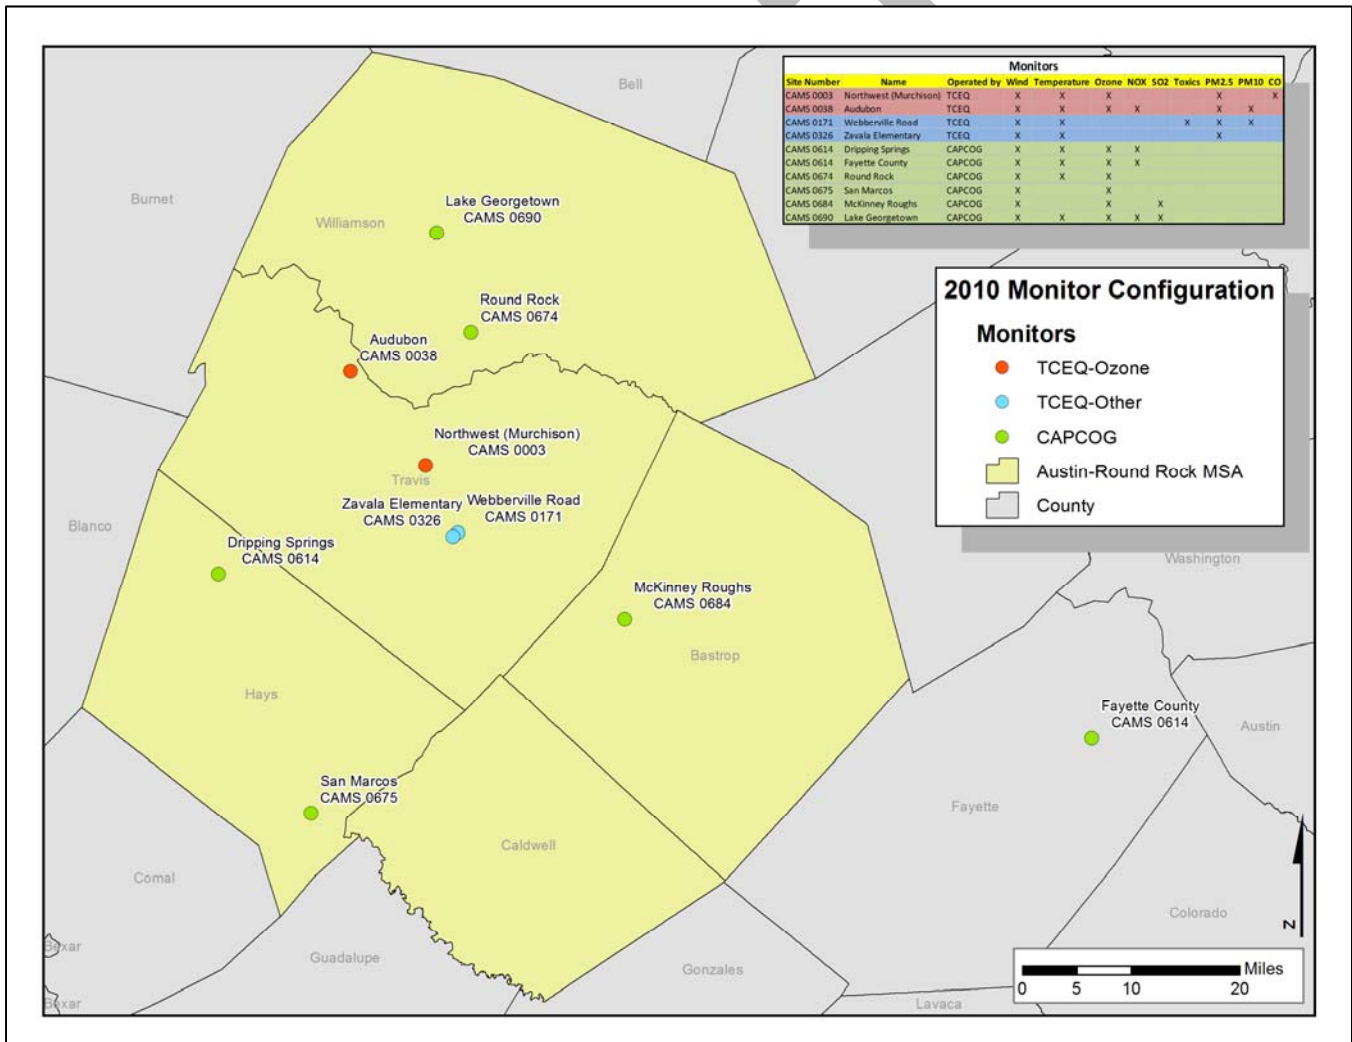 Monitors
Site Number Name Operated by Wind Temperature Ozone NOX SO2 Toxics PM2.5 PM10 CO
CAMS 0003 Northwest (Murchison) TCEQ X X X X X
CAMS 0038 Audubon TCEQ X X X X X X
CAMS 0171 Webberville Road TCEQ X X X X X
CAMS 0326 Zavala Elementary TCEQ X X X
CAMS 0614 Dripping Springs CAPCOG X X X X
CAMS 0614 Fayette County CAPCOG X X X X
CAMS 0674 Round Rock CAPCOG X X X
CAMS 0675 San Marcos CAPCOG X X
CAMS 0684 McKinney Roughs CAPCOG X X X
CAMS 0690 Lake Georgetown CAPCOG X X X X X
Bell
Burnet
Williamson
Lake Georgetown
CAMS 0690
Round Rock
CAMS 0674
Audubon
CAMS 0038
2010 Monitor Configuration
Monitors
TCEQ-Ozone
TCEQ-Other
CAPCOG
Austin-Round Rock MSA
County
Northwest (Murchison)
CAMS 0003
Travis
Zavala Elementary
CAMS 0326
Webberville Road
CAMS 0171
Blanco
Dripping Springs
CAMS 0614
Washington
McKinney Roughs
CAMS 0684
Bastrop
Hays
Fayette County
CAMS 0614
Austin
San Marcos
CAMS 0675
Fayette
Caldwell
Comal
Colorado
Bexar
Guadalupe
Gonzales
Bexar
Lavaca
N
Miles
0 5 10 20